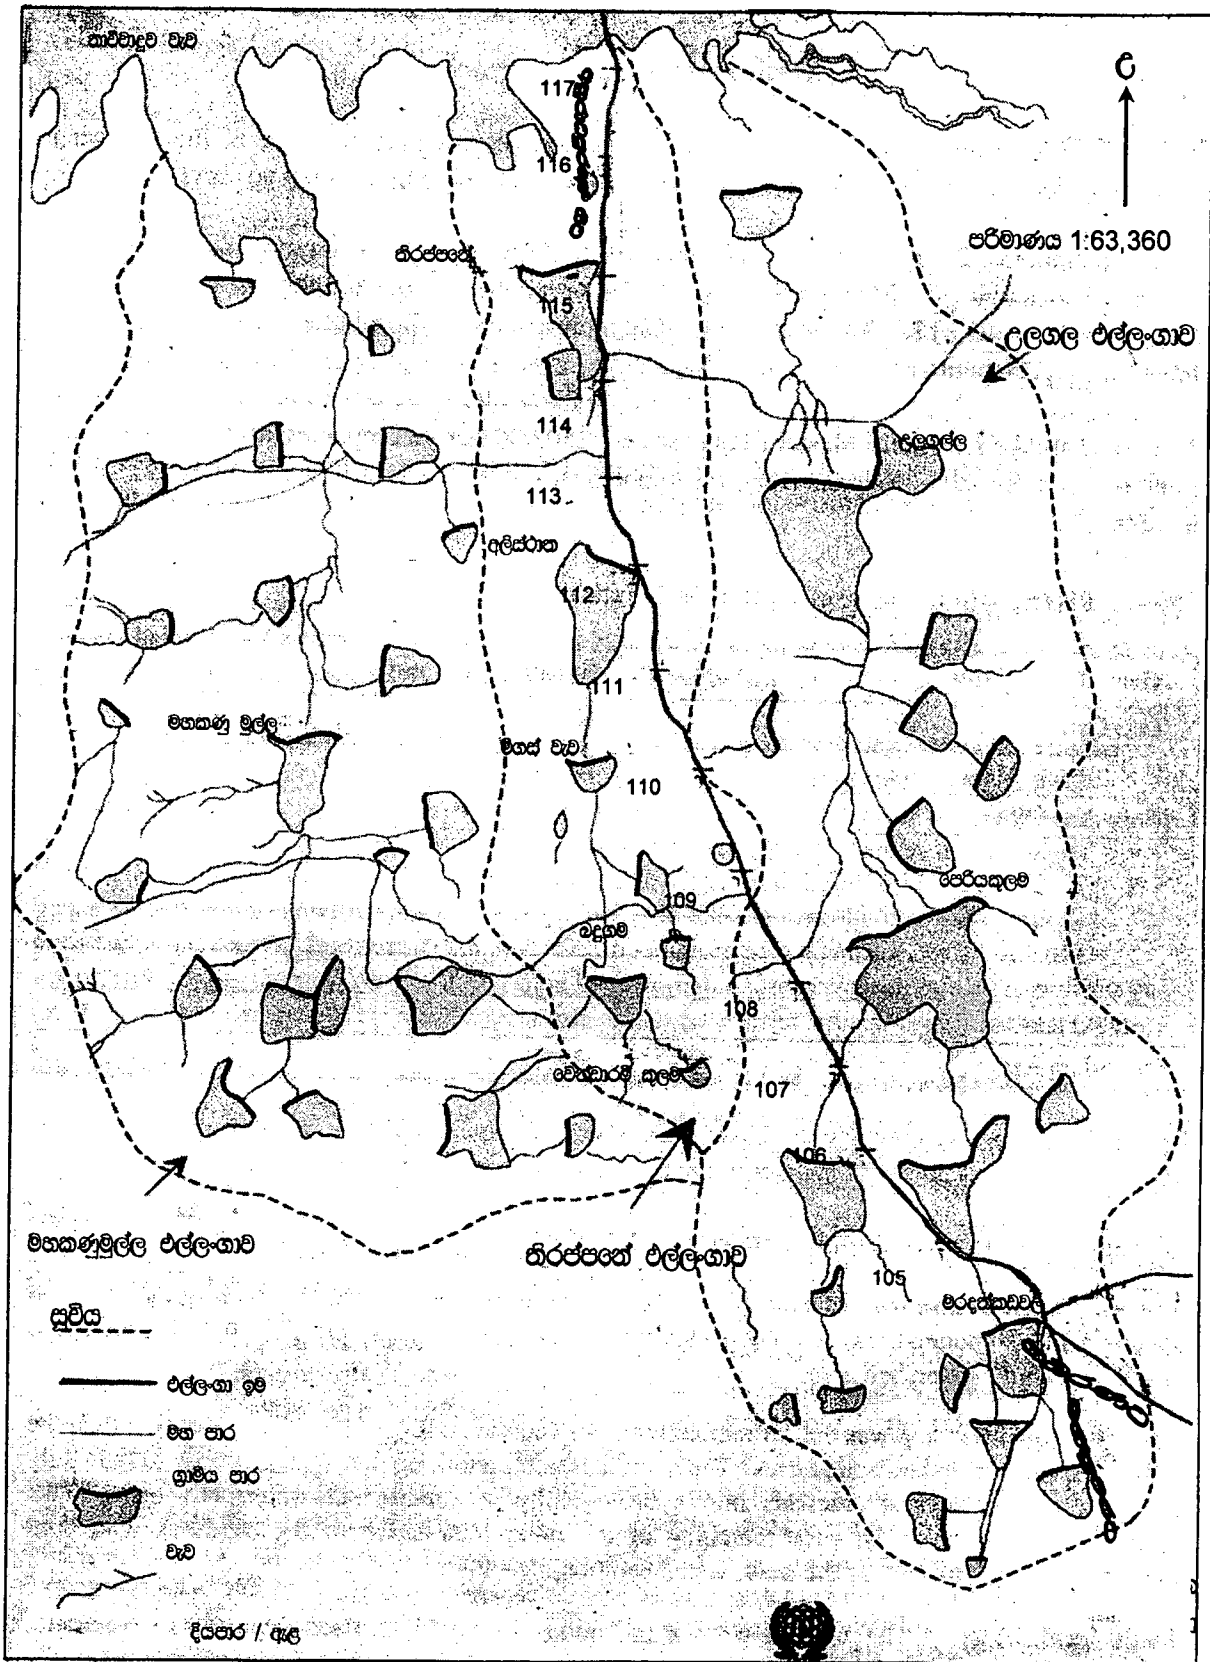 නාච්චාදූව වැව
උ
117
116
පරිමාණය 1:63,360
තිරප්පනේ
115
උලගල එල්ලංගාව
114
උලගල්ල
113
අලිස්ථාන
112
111
මහකණු මුල්ල
මගස් වැව
110
පෙරියකුලම
109
බදුගම
108
වෙන්ඩාරම් කුලම
107
106
මහකණුමුල්ල එල්ලංගාව
තිරප්පනේ එල්ලංගාව
105
මරදන්කඩවල
සූචිය
එල්ලංගා ඉම
මහ පාර
ග්‍රාමීය පාර
වැව
දියපාර / ඇළ